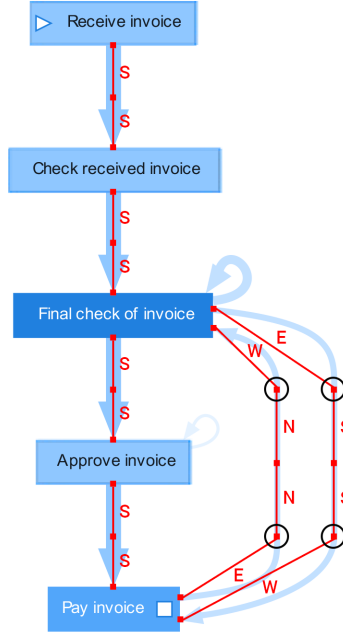 Receive invoice
S
S
Check received invoice
S
S
Final check of invoice
E
W
S
S
N
S
Approve invoice
N
S
S
S
E
W
Pay invoice